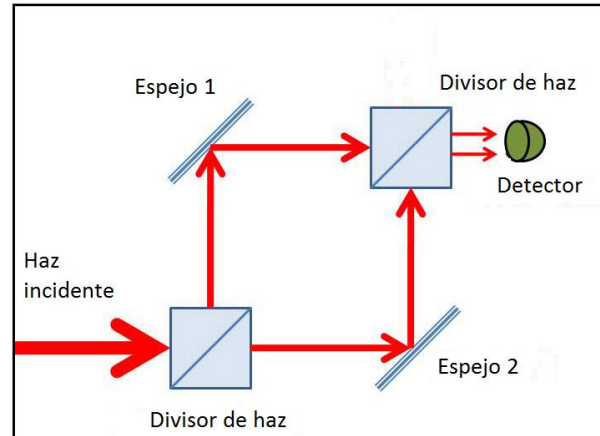 Espejo 1
Divisor de haz
Detector
Haz
incidente
Espejo 2
Divisor de haz